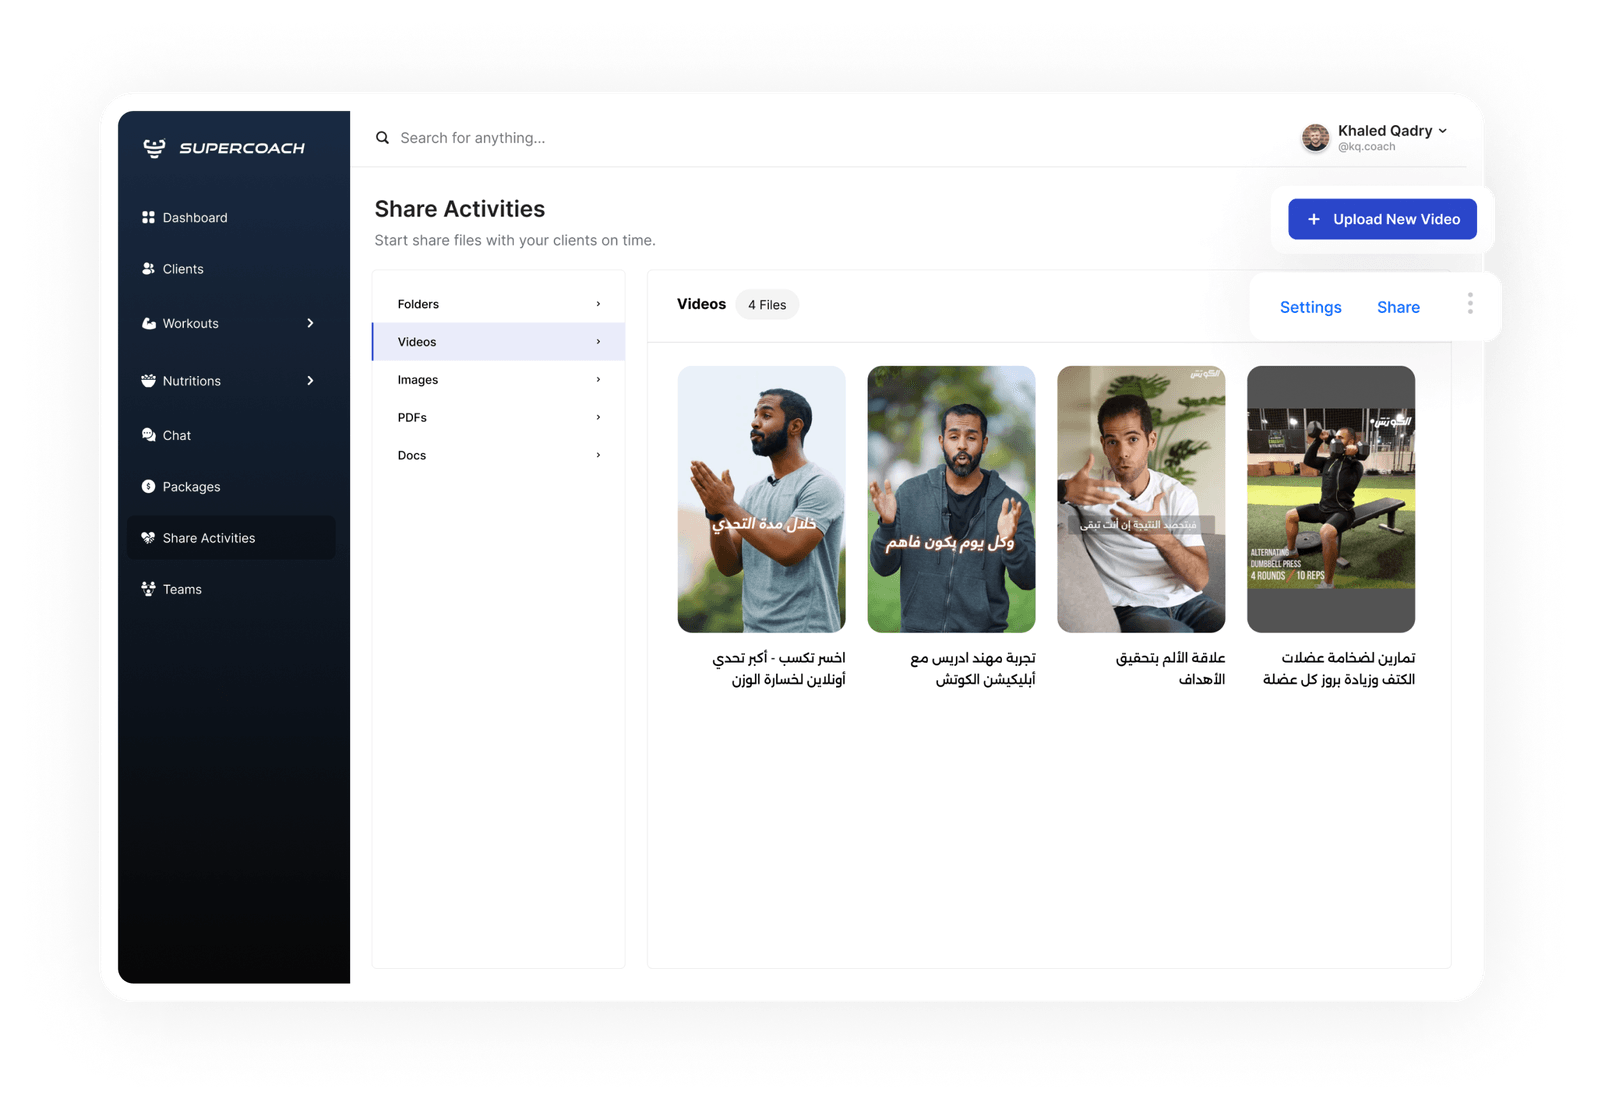 SUPERCOACH
Dashboard
Clients
Workouts
Nutritions
Chat
Packages
Share Activities
Teams
Search for anything...
Khaled Qadry
@kq.coach
Share Activities
Start share files with your clients on time.
Upload New Video
Folders
Videos
Images
PDFs
Docs
Videos
4 Files
Settings
Share
خلال مدة التحدي
اخسر تكسب - أكبر تحدي
أونلاين لخسارة الوزن
وكل يوم بكون فاهم
تجربة مهند ادريس مع
أبليكيشن الكوتش
الكوتش
فبتحصد النتيجة إن انت تبقى
علاقة الألم بتحقيق
الأهداف
الكوتش
ALTERNATING
DUMBBELL PRESS
4 ROUNDS / 10 REPS
تمارين لضخامة عضلات
الكتف وزيادة بروز كل عضلة